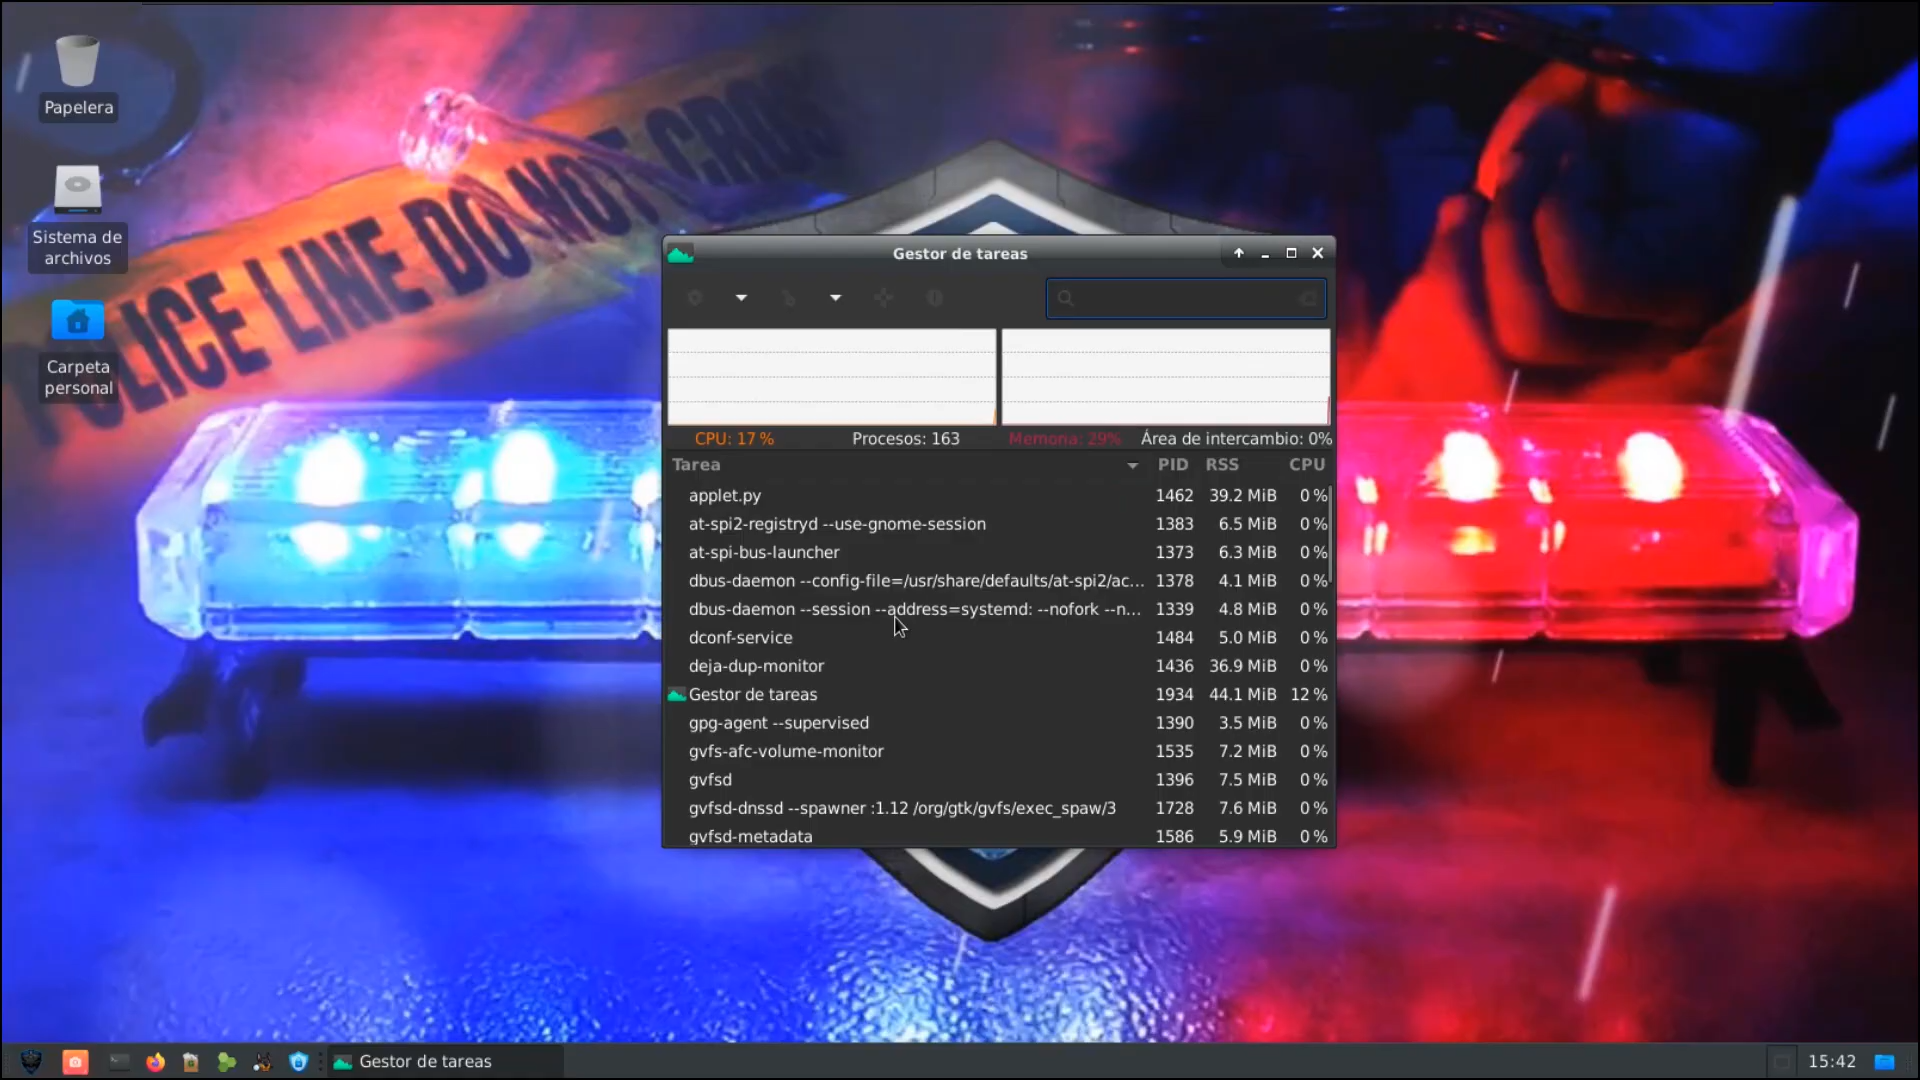 Papelera
Sistema de
archivos
Carpeta
personal
POLICE LINE DO NOT CROSS
Gestor de tareas
CPU: 17 %
Procesos: 163
Memoria: 29%
Área de intercambio: 0%
Tarea PID RSS CPU
applet.py 1462 39.2 MiB 0 %
at-spi2-registryd --use-gnome-session 1383 6.5 MiB 0 %
at-spi-bus-launcher 1373 6.3 MiB 0 %
dbus-daemon --config-file=/usr/share/defaults/at-spi2/ac... 1378 4.1 MiB 0 %
dbus-daemon --session --address=systemd: --nofork --n... 1339 4.8 MiB 0 %
dconf-service 1484 5.0 MiB 0 %
deja-dup-monitor 1436 36.9 MiB 0 %
Gestor de tareas 1934 44.1 MiB 12 %
gpg-agent --supervised 1390 3.5 MiB 0 %
gvfs-afc-volume-monitor 1535 7.2 MiB 0 %
gvfsd 1396 7.5 MiB 0 %
gvfsd-dnssd --spawner :1.12 /org/gtk/gvfs/exec_spaw/3 1728 7.6 MiB 0 %
gvfsd-metadata 1586 5.9 MiB 0 %
Gestor de tareas
15:42